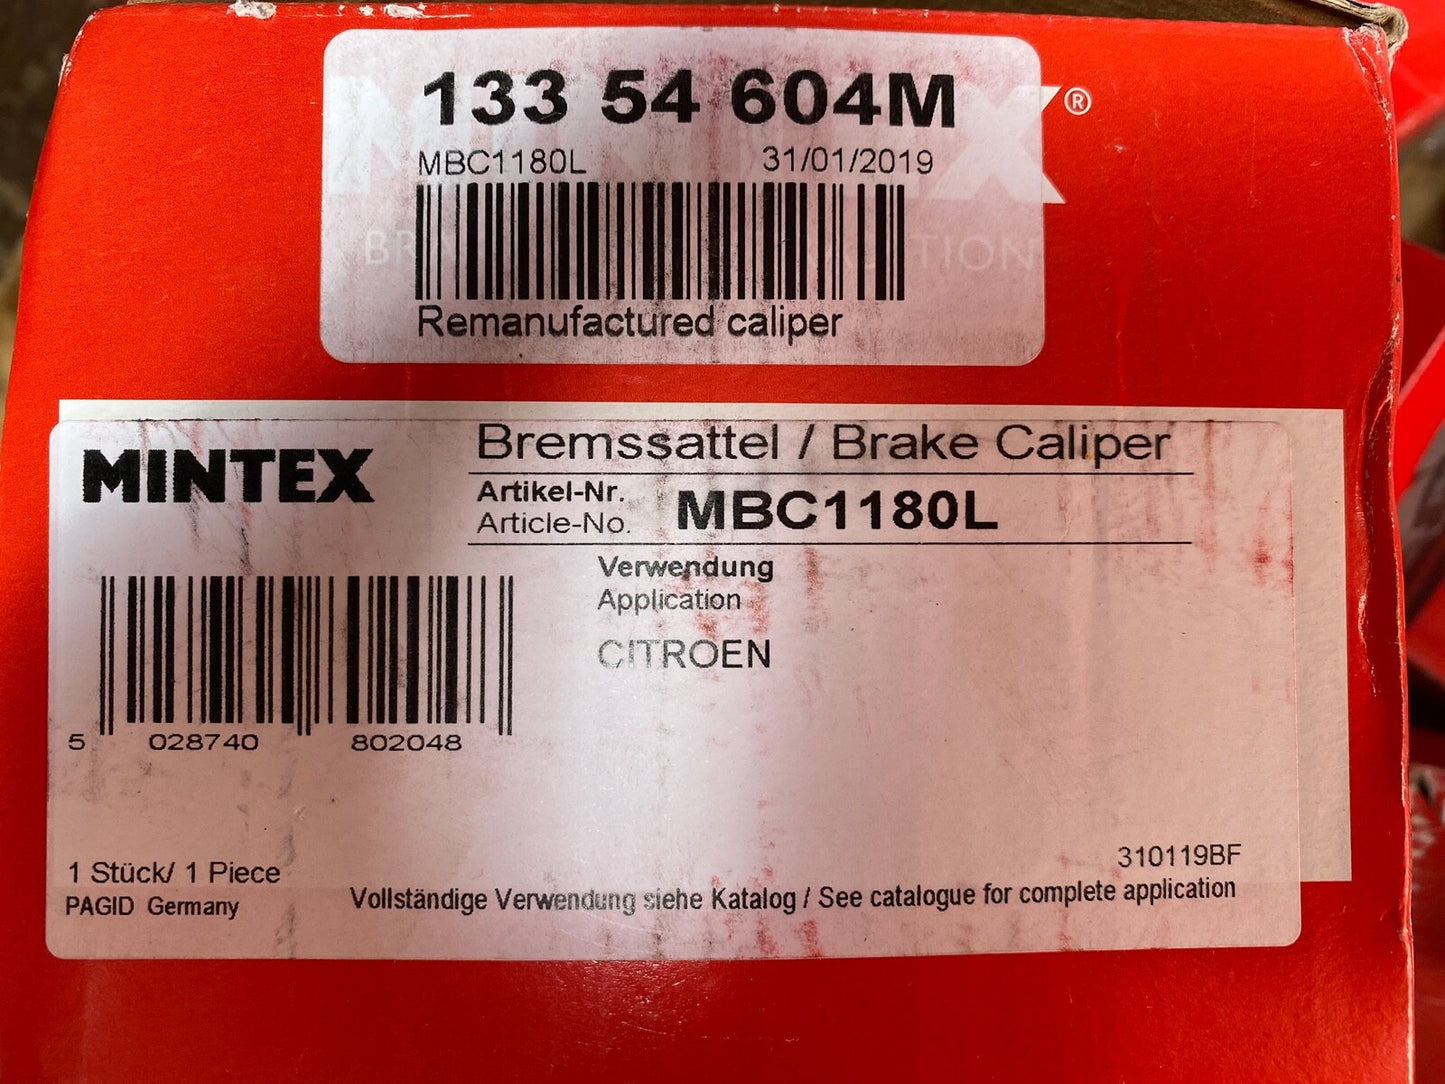 133 54 604M
MBC1180L 31/01/2019
Remanufactured caliper
MINTEX
Bremssattel / Brake Caliper
Artikel-Nr.
Article-No. MBC1180L
Verwendung
Application
CITROEN
5 028740 802048
310119BF
1 Stück/ 1 Piece
PAGID Germany
Vollständige Verwendung siehe Katalog / See catalogue for complete application